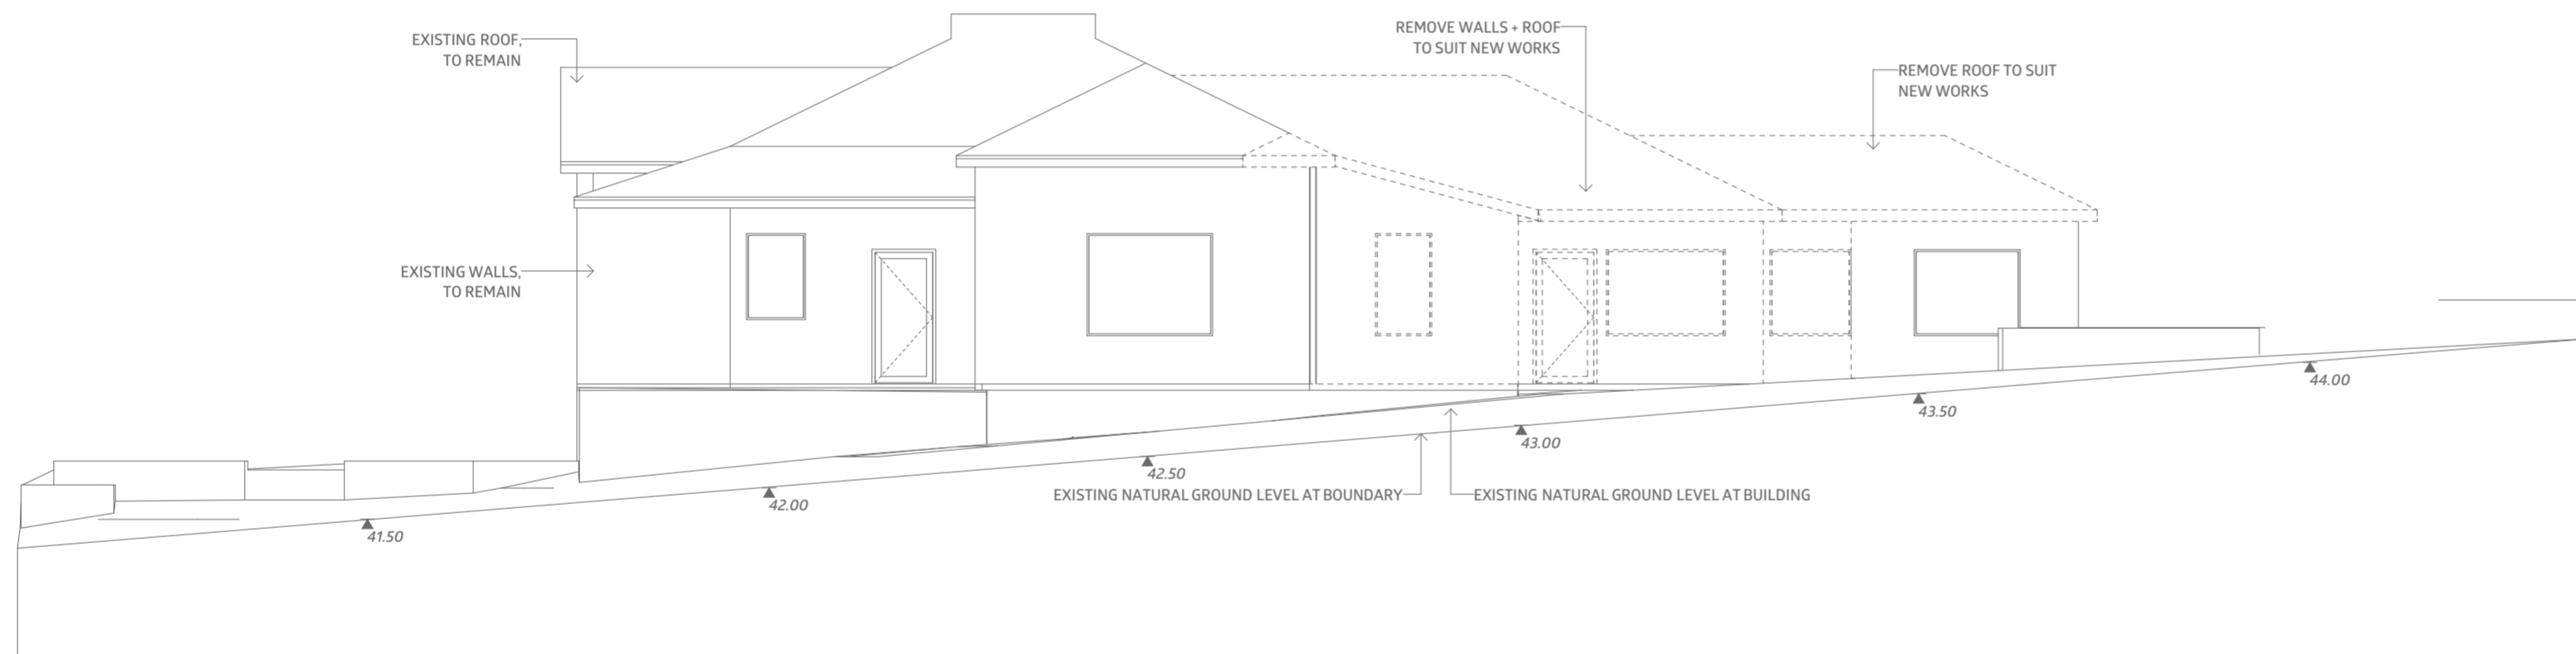 EXISTING ROOF,
TO REMAIN
REMOVE WALLS + ROOF
TO SUIT NEW WORKS
REMOVE ROOF TO SUIT
NEW WORKS
EXISTING WALLS,
TO REMAIN
44.00
43.50
43.00
42.50
EXISTING NATURAL GROUND LEVEL AT BOUNDARY
EXISTING NATURAL GROUND LEVEL AT BUILDING
42.00
41.50